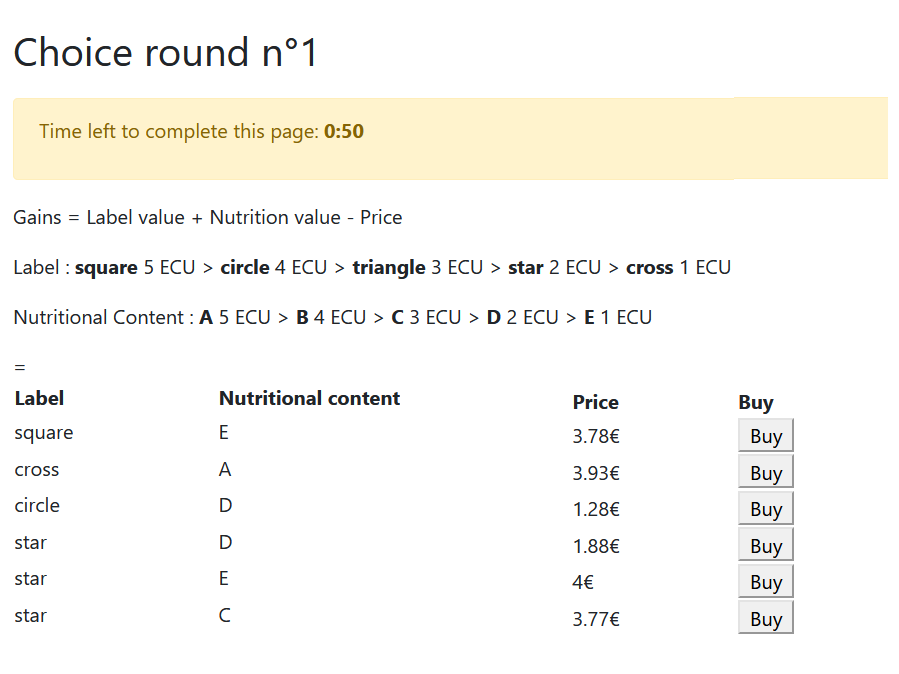 Choice round n°1
Time left to complete this page: 0:50
Gains = Label value + Nutrition value - Price
Label : square 5 ECU > circle 4 ECU > triangle 3 ECU > star 2 ECU > cross 1 ECU
Nutritional Content : A 5 ECU > B 4 ECU > C 3 ECU > D 2 ECU > E 1 ECU
=
Label Nutritional content Price Buy
square E 3.78€ Buy
cross A 3.93€ Buy
circle D 1.28€ Buy
star D 1.88€ Buy
star E 4€ Buy
star C 3.77€ Buy